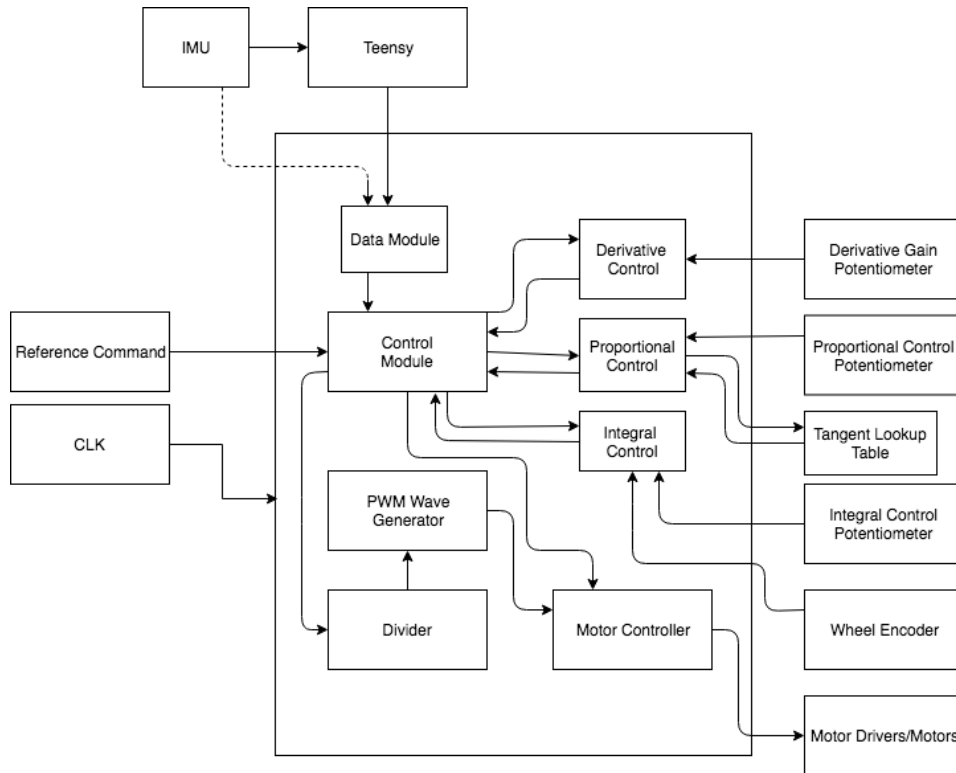 IMU
Teensy
Data Module
Derivative
Control
Derivative Gain
Potentiometer
Reference Command
Control
Module
Proportional
Control
Proportional Control
Potentiometer
CLK
Integral
Control
Tangent Lookup
Table
PWM Wave
Generator
Integral Control
Potentiometer
Divider
Motor Controller
Wheel Encoder
Motor Drivers/Motors